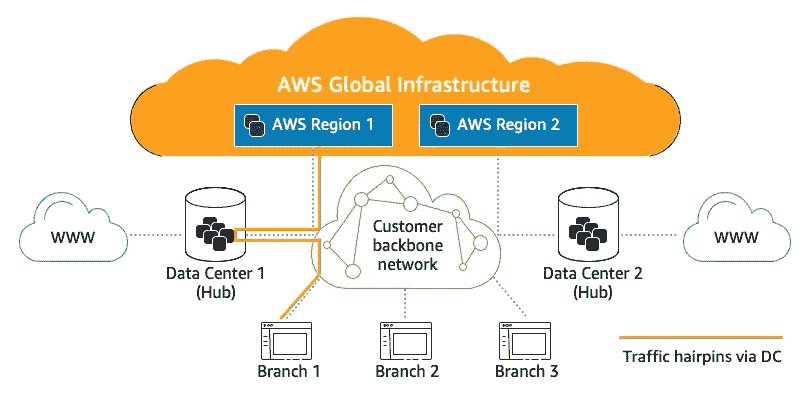 AWS Global Infrastructure
AWS Region 1
AWS Region 2
WWW
Data Center 1
(Hub)
Customer
backbone
network
Data Center 2
(Hub)
WWW
Branch 1
Branch 2
Branch 3
Traffic hairpins via DC